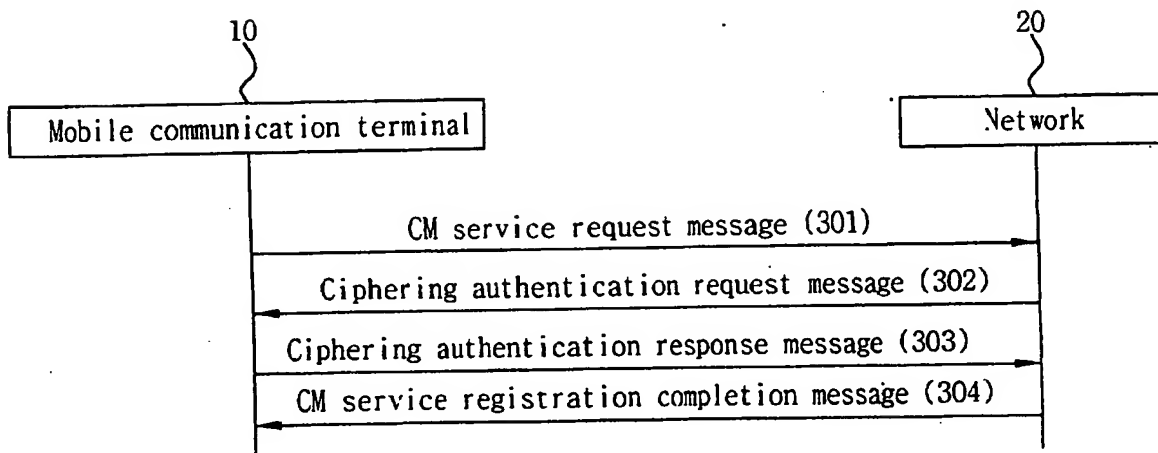 10
20
Mobile communication terminal
Network
CM service request message (301)
Ciphering authentication request message (302)
Ciphering authentication response message (303)
CM service registration completion message (304)